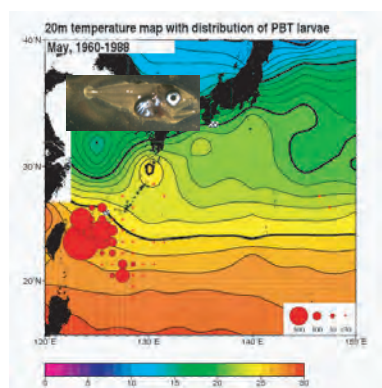 20m temperature map with distribution of PBT larvae
May, 1960-1988
40˚N
30˚N
20˚N
120˚E 130˚E 140˚E 150˚E
0 5 10 15 20 25 30